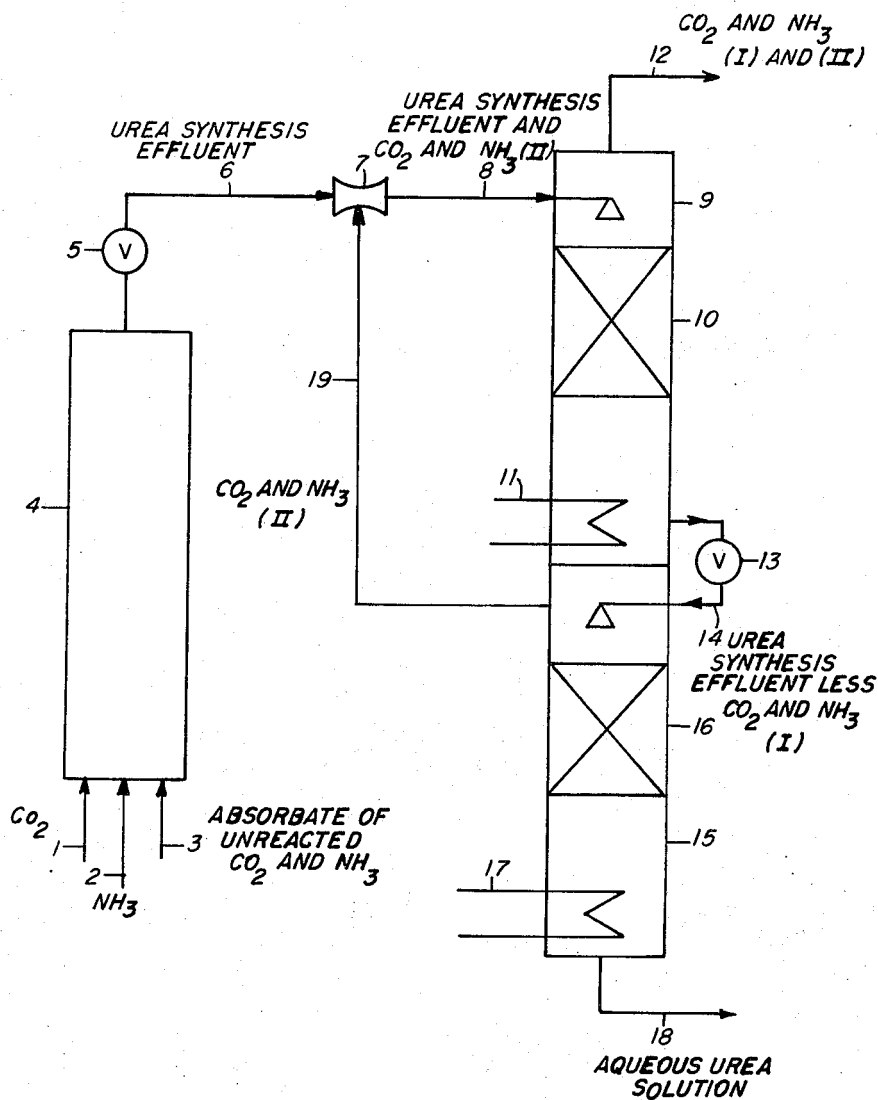 CO2 AND NH3
(I) AND (II)
12
UREA SYNTHESIS
EFFLUENT
6
UREA SYNTHESIS
EFFLUENT AND
CO2 AND NH3 (II)
7
8
9
5
V
10
19
CO2 AND NH3
(II)
11
4
V
13
14 UREA
SYNTHESIS
EFFLUENT LESS
CO2 AND NH3
(I)
16
CO2
1
2
NH3
3
ABSORBATE OF
UNREACTED
CO2 AND NH3
15
17
18
AQUEOUS UREA
SOLUTION